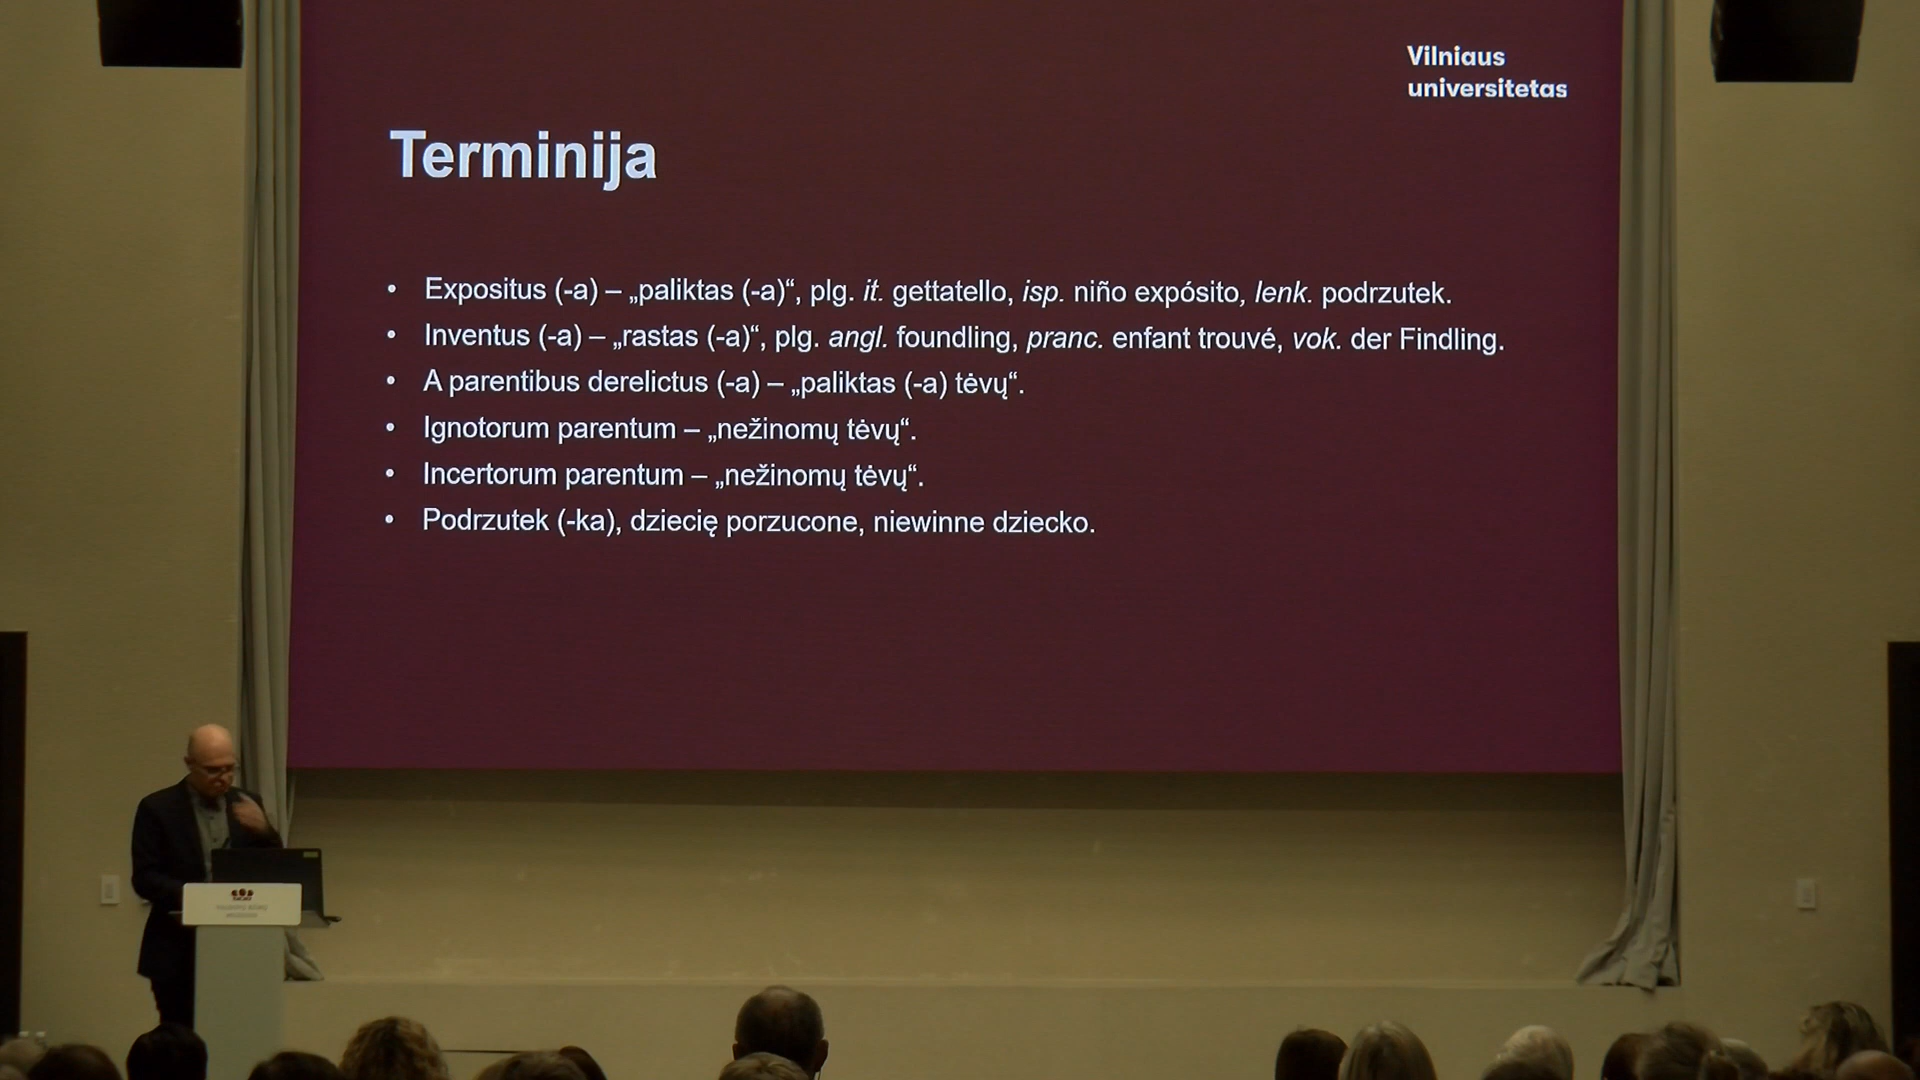 Vilniaus
universitetas
Terminija
• Expositus (-a) – „paliktas (-a)“, plg. it. gettatello, isp. niño expósito, lenk. podrzutek.
• Inventus (-a) – „rastas (-a)“, plg. angl. foundling, pranc. enfant trouvé, vok. der Findling.
• A parentibus derelictus (-a) – „paliktas (-a) tėvų“.
• Ignotorum parentum – „nežinomų tėvų“.
• Incertorum parentum – „nežinomų tėvų“.
• Podrzutek (-ka), dziecię porzucone, niewinne dziecko.